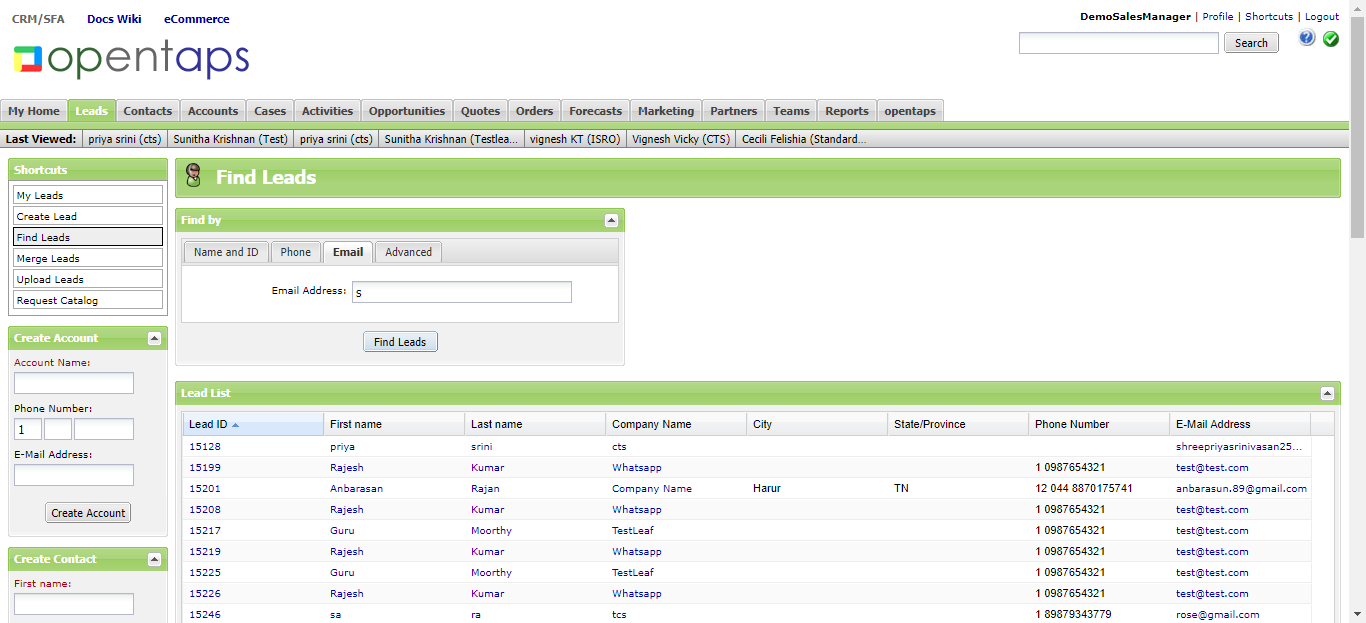 CRM/SFA Docs Wiki eCommerce
DemoSalesManager | Profile | Shortcuts | Logout
opentaps
Search
My Home Leads Contacts Accounts Cases Activities Opportunities Quotes Orders Forecasts Marketing Partners Teams Reports opentaps
Last Viewed: priya srini (cts) Sunitha Krishnan (Test) priya srini (cts) Sunitha Krishnan (Testlea... vignesh KT (ISRO) Vignesh Vicky (CTS) Cecili Felishia (Standard...
Shortcuts
My Leads
Create Lead
Find Leads
Merge Leads
Upload Leads
Request Catalog
Create Account
Account Name:
Phone Number:
1
E-Mail Address:
Create Account
Create Contact
First name:
Find Leads
Find by
Name and ID Phone Email Advanced
Email Address: s
Find Leads
Lead List
Lead ID First name Last name Company Name City State/Province Phone Number E-Mail Address
15128 priya srini cts shreepriyasrinivasan25...
15199 Rajesh Kumar Whatsapp 1 0987654321 test@test.com
15201 Anbarasan Rajan Company Name Harur TN 12 044 8870175741 anbarasun.89@gmail.com
15208 Rajesh Kumar Whatsapp 1 0987654321 test@test.com
15217 Guru Moorthy TestLeaf 1 0987654321 test@test.com
15219 Rajesh Kumar Whatsapp 1 0987654321 test@test.com
15225 Guru Moorthy TestLeaf 1 0987654321 test@test.com
15226 Rajesh Kumar Whatsapp 1 0987654321 test@test.com
15246 sa ra tcs 1 89879343779 rose@gmail.com